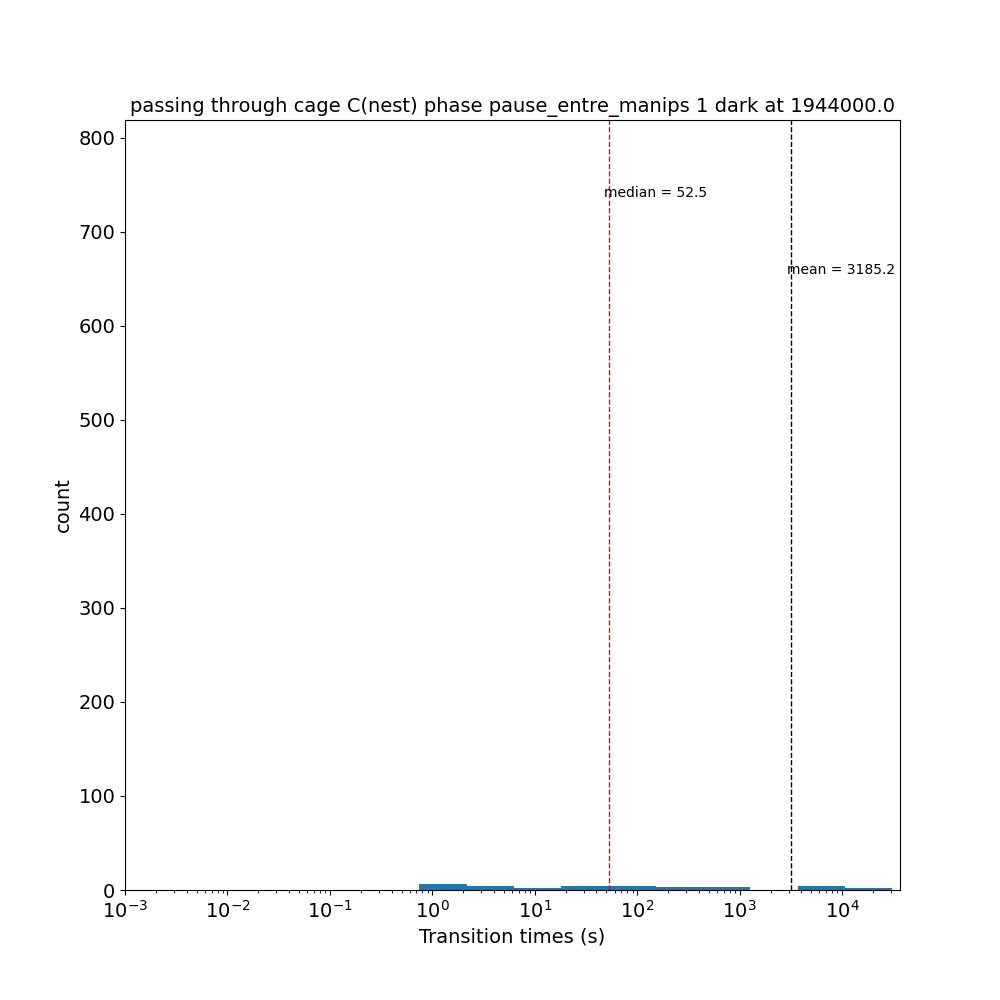 passing through cage C(nest) phase pause_entre_manips 1 dark at 1944000.0
800
median = 52.5
700
mean = 3185.2
600
500
count
400
300
200
100
0
10⁻³ 10⁻² 10⁻¹ 10⁰ 10¹ 10² 10³ 10⁴
Transition times (s)